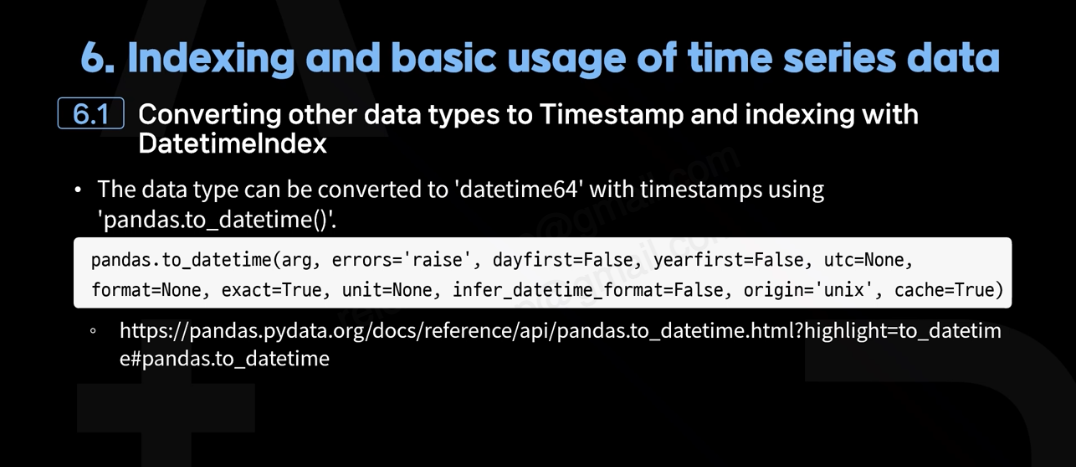 6. Indexing and basic usage of time series data
6.1 Converting other data types to Timestamp and indexing with
DatetimeIndex
• The data type can be converted to 'datetime64' with timestamps using
'pandas.to_datetime()'.
pandas.to_datetime(arg, errors='raise', dayfirst=False, yearfirst=False, utc=None,
format=None, exact=True, unit=None, infer_datetime_format=False, origin='unix', cache=True)
◦ https://pandas.pydata.org/docs/reference/api/pandas.to_datetime.html?highlight=to_datetim
e#pandas.to_datetime